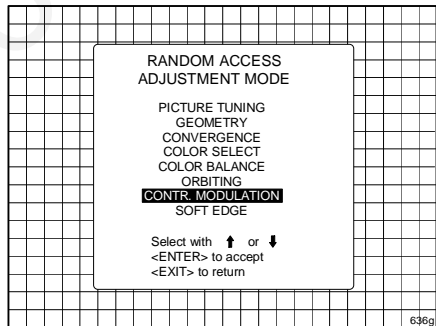 RANDOM ACCESS
ADJUSTMENT MODE
PICTURE TUNING
GEOMETRY
CONVERGENCE
COLOR SELECT
COLOR BALANCE
ORBITING
CONTR. MODULATION
SOFT EDGE
Select with ⬆ or ⬇
<ENTER> to accept
<EXIT> to return
636g